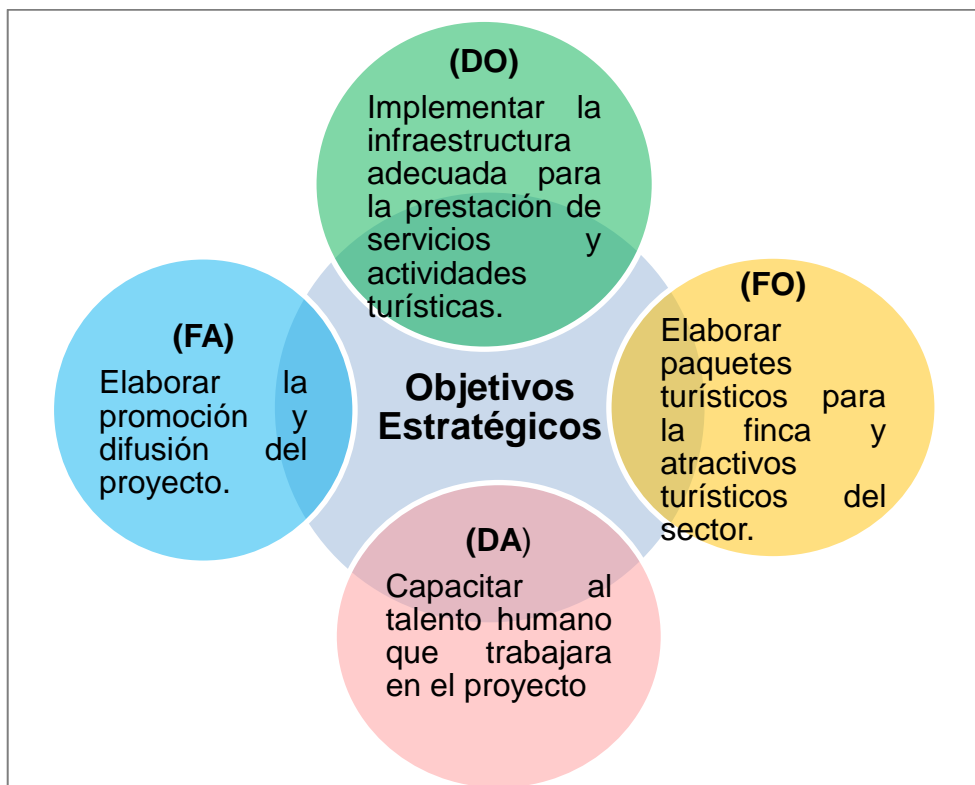 (DO)
Implementar la
infraestructura
adecuada para
la prestación de
servicios y
actividades
turísticas.
(FA)
Elaborar la
promoción y
difusión del
proyecto.
Objetivos
Estratégicos
(FO)
Elaborar
paquetes
turísticos para
la finca y
atractivos
turísticos del
sector.
(DA)
Capacitar al
talento humano
que trabajara
en el proyecto